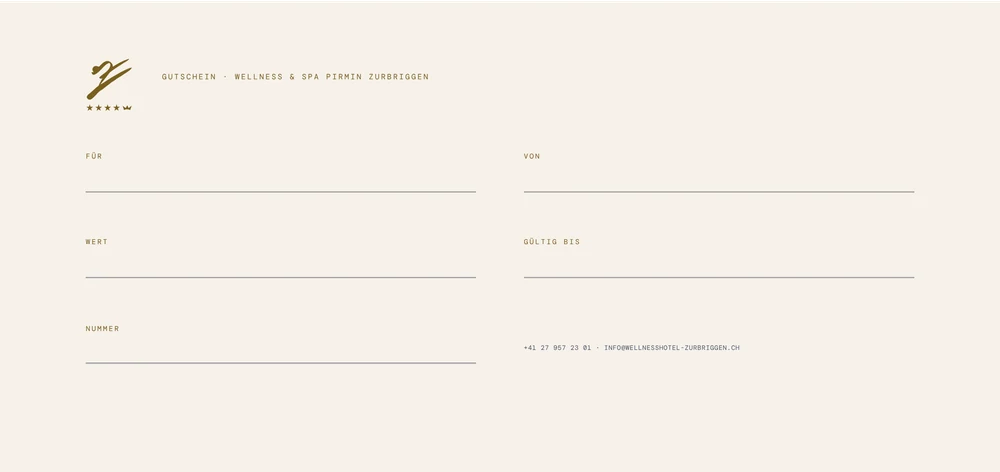 GUTSCHEIN · WELLNESS & SPA PIRMIN ZURBRIGGEN
FÜR
VON
WERT
GÜLTIG BIS
NUMMER
+41 27 957 23 01 · INFO@WELLNESSHOTEL-ZURBRIGGEN.CH